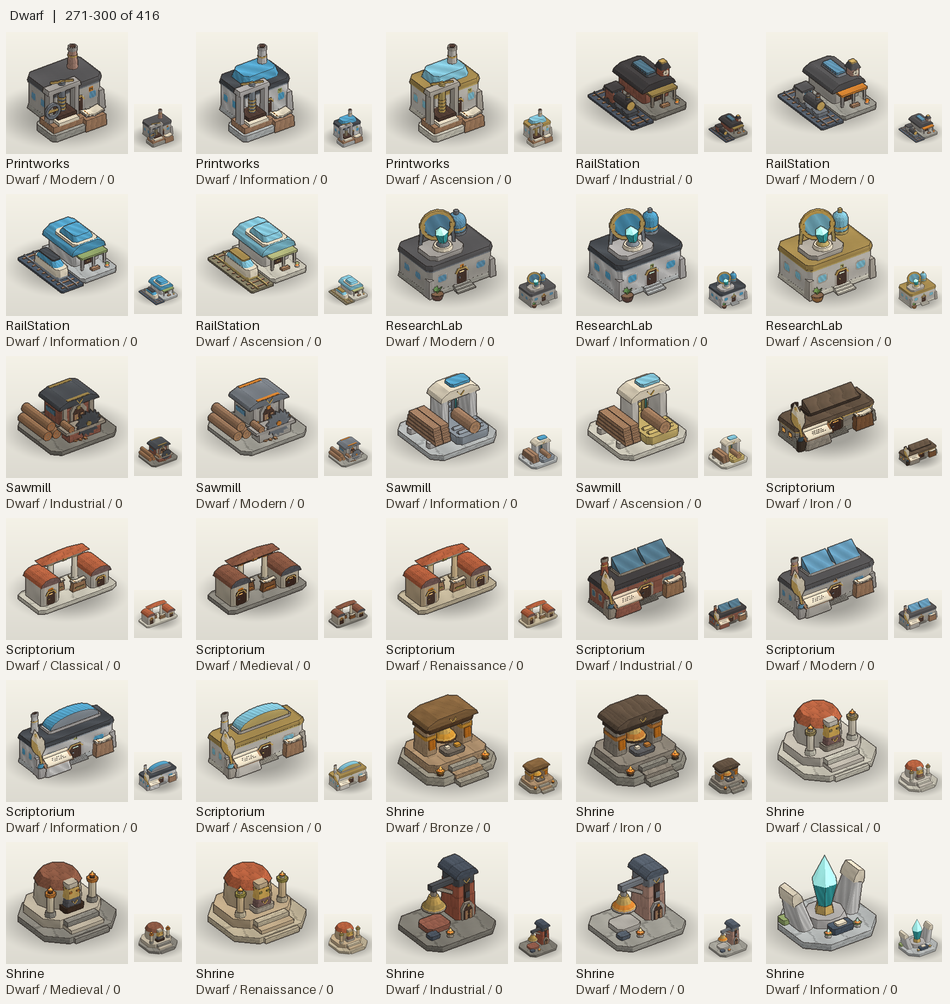 Dwarf | 271-300 of 416
Printworks
Dwarf / Modern / 0
Printworks
Dwarf / Information / 0
Printworks
Dwarf / Ascension / 0
RailStation
Dwarf / Industrial / 0
RailStation
Dwarf / Modern / 0
RailStation
Dwarf / Information / 0
RailStation
Dwarf / Ascension / 0
ResearchLab
Dwarf / Modern / 0
ResearchLab
Dwarf / Information / 0
ResearchLab
Dwarf / Ascension / 0
Sawmill
Dwarf / Industrial / 0
Sawmill
Dwarf / Modern / 0
Sawmill
Dwarf / Information / 0
Sawmill
Dwarf / Ascension / 0
Scriptorium
Dwarf / Iron / 0
Scriptorium
Dwarf / Classical / 0
Scriptorium
Dwarf / Medieval / 0
Scriptorium
Dwarf / Renaissance / 0
Scriptorium
Dwarf / Industrial / 0
Scriptorium
Dwarf / Modern / 0
Scriptorium
Dwarf / Information / 0
Scriptorium
Dwarf / Ascension / 0
Shrine
Dwarf / Bronze / 0
Shrine
Dwarf / Iron / 0
Shrine
Dwarf / Classical / 0
Shrine
Dwarf / Medieval / 0
Shrine
Dwarf / Renaissance / 0
Shrine
Dwarf / Industrial / 0
Shrine
Dwarf / Modern / 0
Shrine
Dwarf / Information / 0